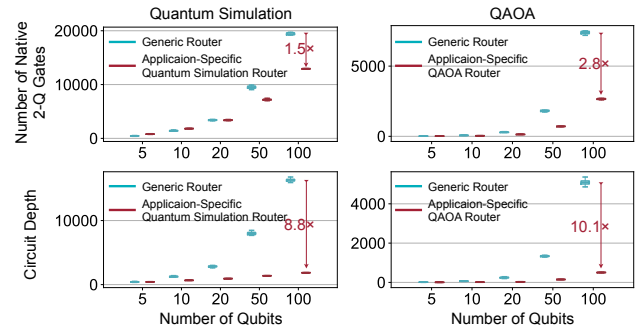 Quantum Simulation
QAOA
Number of Native
2-Q Gates
20000
10000
0
Generic Router
Applicaion-Specific
Quantum Simulation Router
1.5×
5 10 20 50 100
5000
0
Generic Router
Applicaion-Specific
QAOA Router
2.8×
5 10 20 50 100
Circuit Depth
10000
0
Generic Router
Applicaion-Specific
Quantum Simulation Router
8.8×
5 10 20 50 100
Number of Qubits
4000
2000
0
Generic Router
Applicaion-Specific
QAOA Router
10.1×
5 10 20 50 100
Number of Qubits